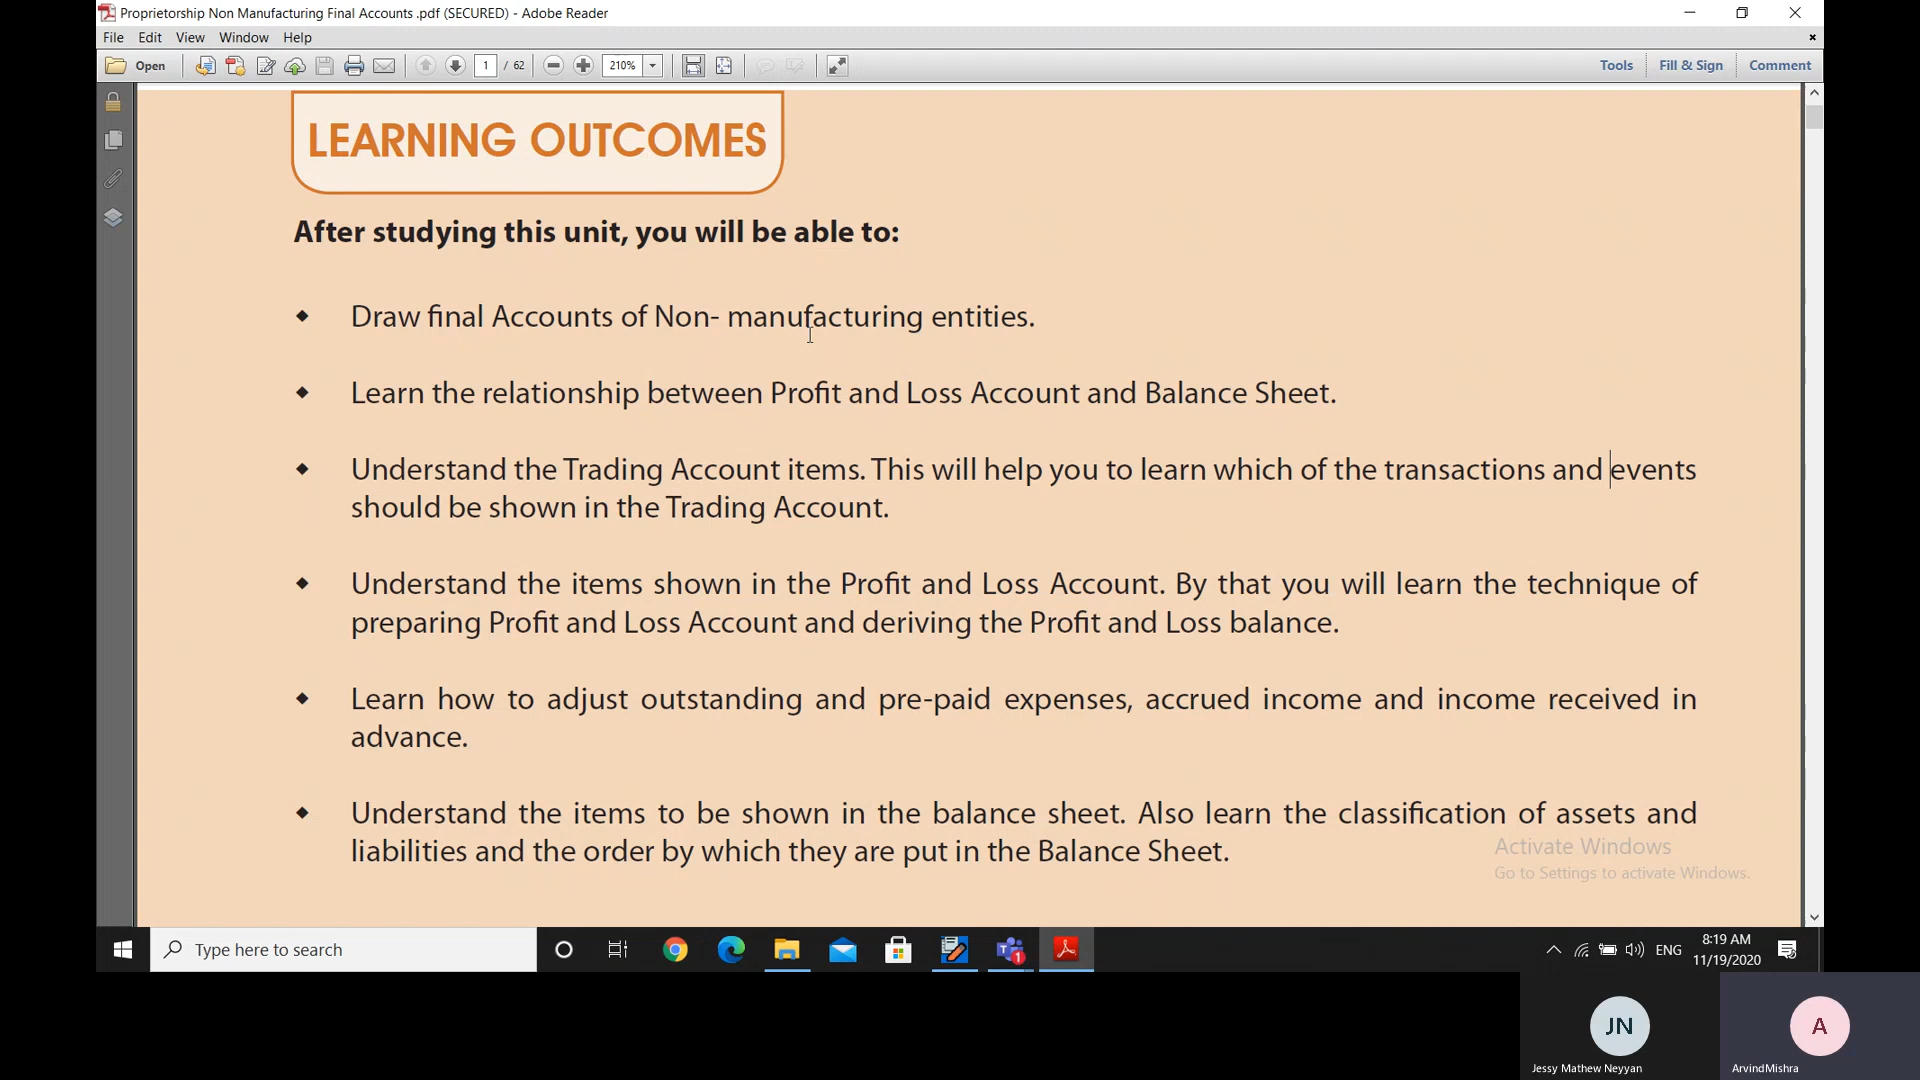 Proprietorship Non Manufacturing Final Accounts .pdf (SECURED) - Adobe Reader
File Edit View Window Help
Open 1 / 62 210% Tools Fill & Sign Comment
LEARNING OUTCOMES
After studying this unit, you will be able to:
◆ Draw final Accounts of Non- manufacturing entities.
◆ Learn the relationship between Profit and Loss Account and Balance Sheet.
◆ Understand the Trading Account items. This will help you to learn which of the transactions and events
should be shown in the Trading Account.
◆ Understand the items shown in the Profit and Loss Account. By that you will learn the technique of
preparing Profit and Loss Account and deriving the Profit and Loss balance.
◆ Learn how to adjust outstanding and pre-paid expenses, accrued income and income received in
advance.
◆ Understand the items to be shown in the balance sheet. Also learn the classification of assets and
liabilities and the order by which they are put in the Balance Sheet.
Activate Windows
Go to Settings to activate Windows.
Type here to search
1
ENG
8:19 AM
11/19/2020
JN
Jessy Mathew Neyyan
A
ArvindMishra